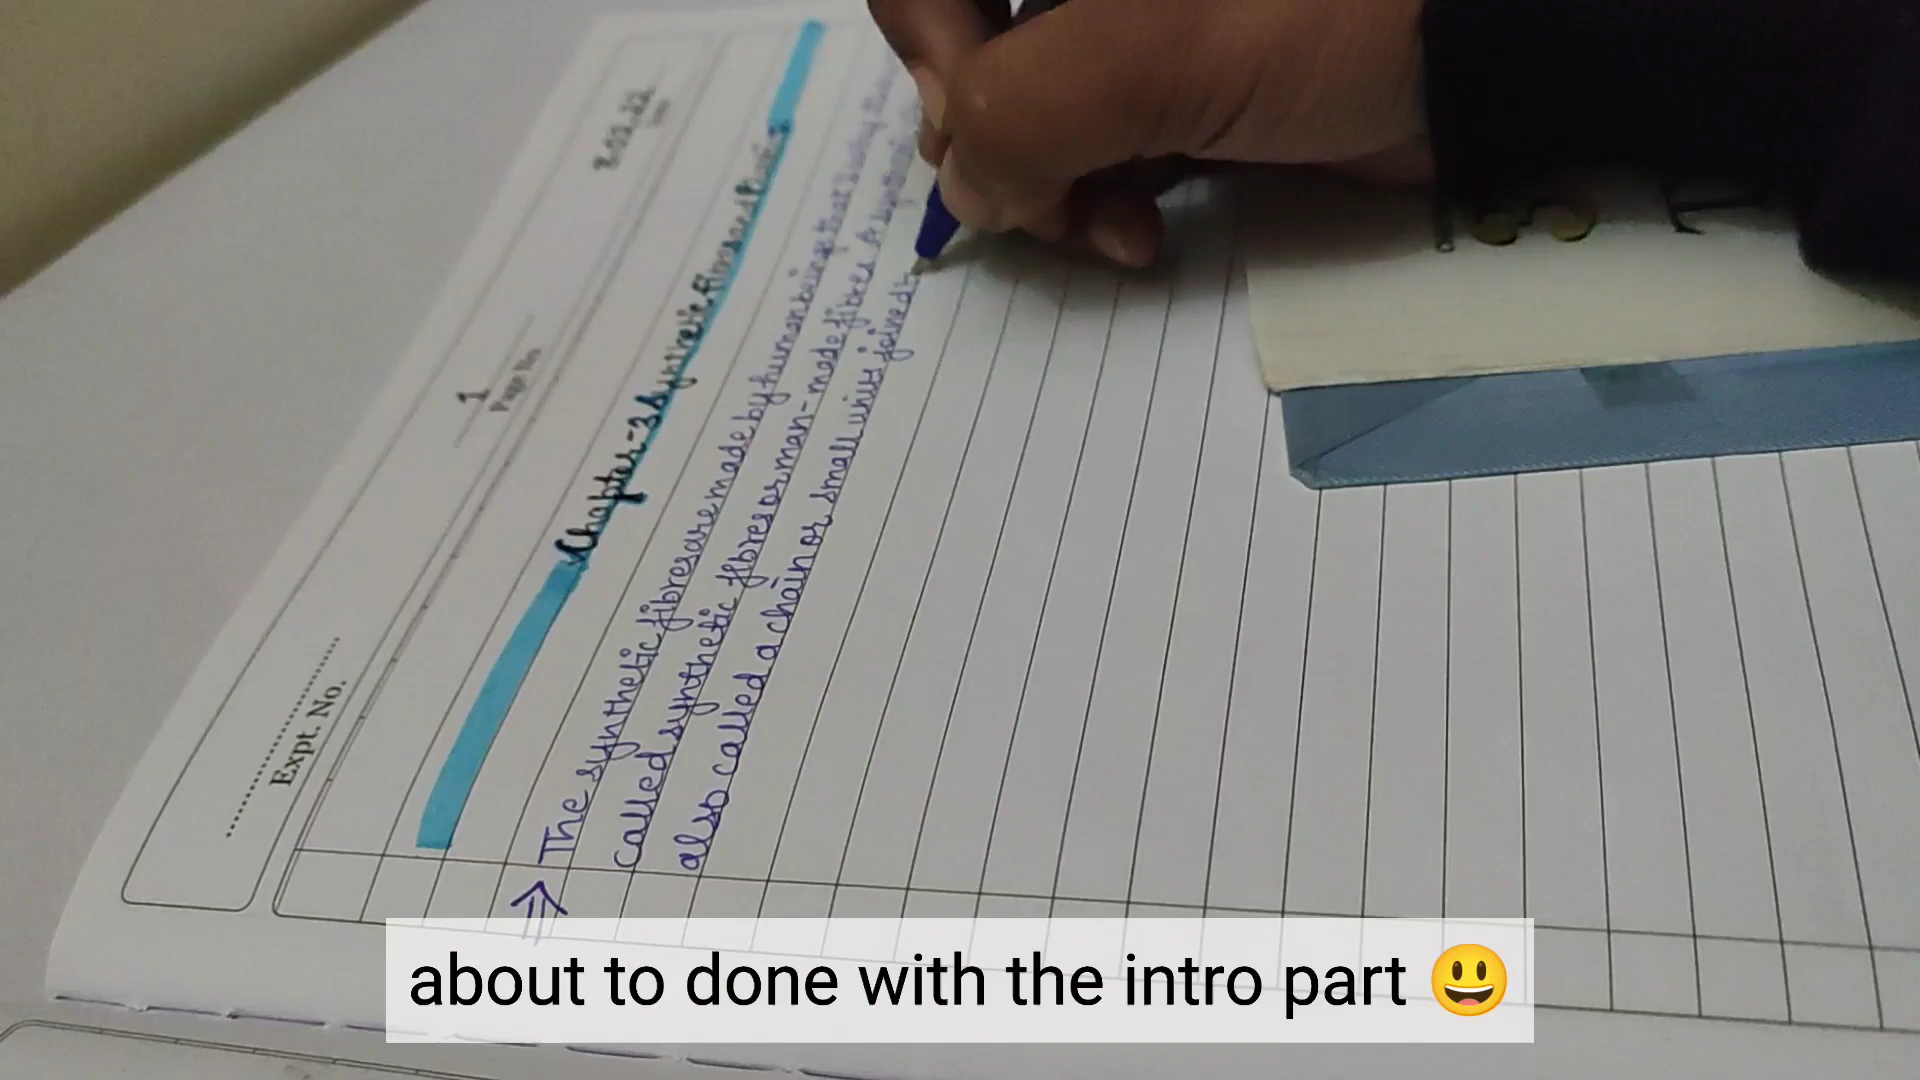 Expt. No.
1
Page No
Chapter-3 Synthetic Fibres and
The synthetic fibres are made by human beings that
called synthetic fibres or man-made fibres. A
also called a chain or small units joined
about to done with the intro part 😃